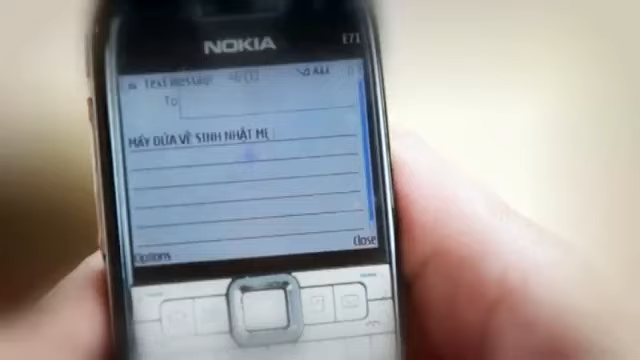 NOKIA
E71
Text message
To
MẤY ĐỨA VỀ SINH NHẬT MẸ
Options
Close